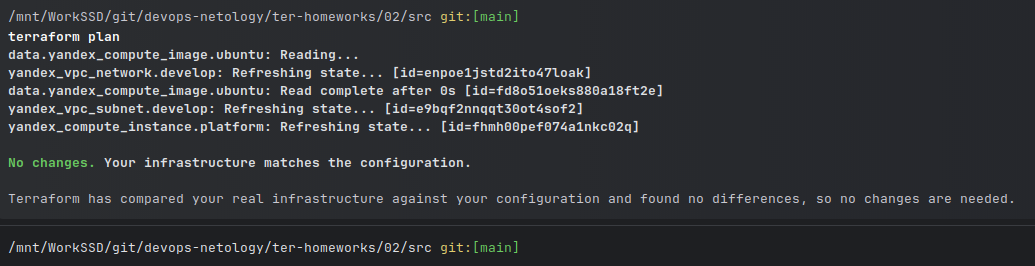 /mnt/WorkSSD/git/devops-netology/ter-homeworks/02/src git:[main]
terraform plan
data.yandex_compute_image.ubuntu: Reading...
yandex_vpc_network.develop: Refreshing state... [id=enpoe1jstd2ito47loak]
data.yandex_compute_image.ubuntu: Read complete after 0s [id=fd8o51oeks880a18ft2e]
yandex_vpc_subnet.develop: Refreshing state... [id=e9bqf2nnqqt30ot4sof2]
yandex_compute_instance.platform: Refreshing state... [id=fhmh00pef074a1nkc02q]
No changes. Your infrastructure matches the configuration.
Terraform has compared your real infrastructure against your configuration and found no differences, so no changes are needed.
/mnt/WorkSSD/git/devops-netology/ter-homeworks/02/src git:[main]